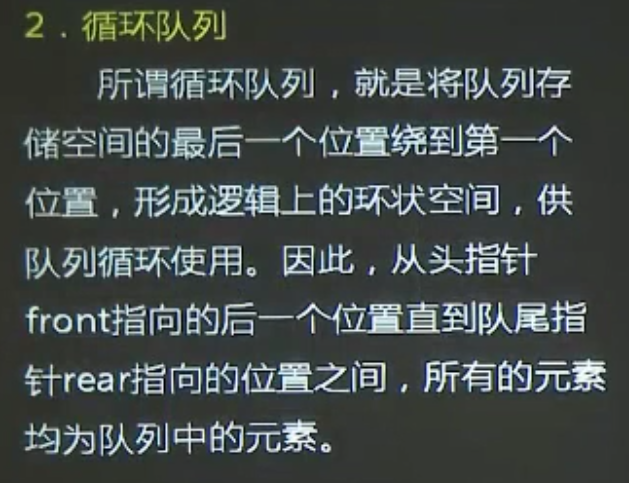 2．循环队列
所谓循环队列，就是将队列存
储空间的最后一个位置绕到第一个
位置，形成逻辑上的环状空间，供
队列循环使用。因此，从头指针
front指向的后一个位置直到队尾指
针rear指向的位置之间，所有的元素
均为队列中的元素。